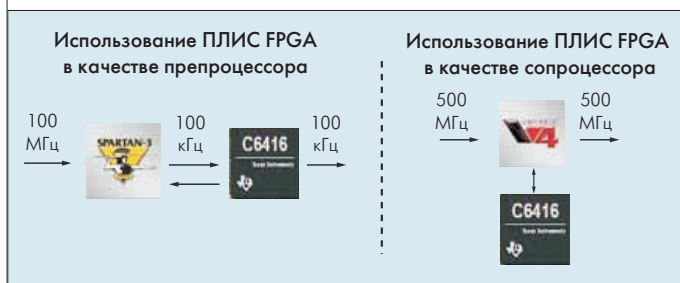 Использование ПЛИС FPGA
в качестве препроцессора
100
МГц
SPARTAN-3
100
кГц
C6416
Texas Instruments
100
кГц
Использование ПЛИС FPGA
в качестве сопроцессора
500
МГц
4
500
МГц
C6416
Texas Instruments